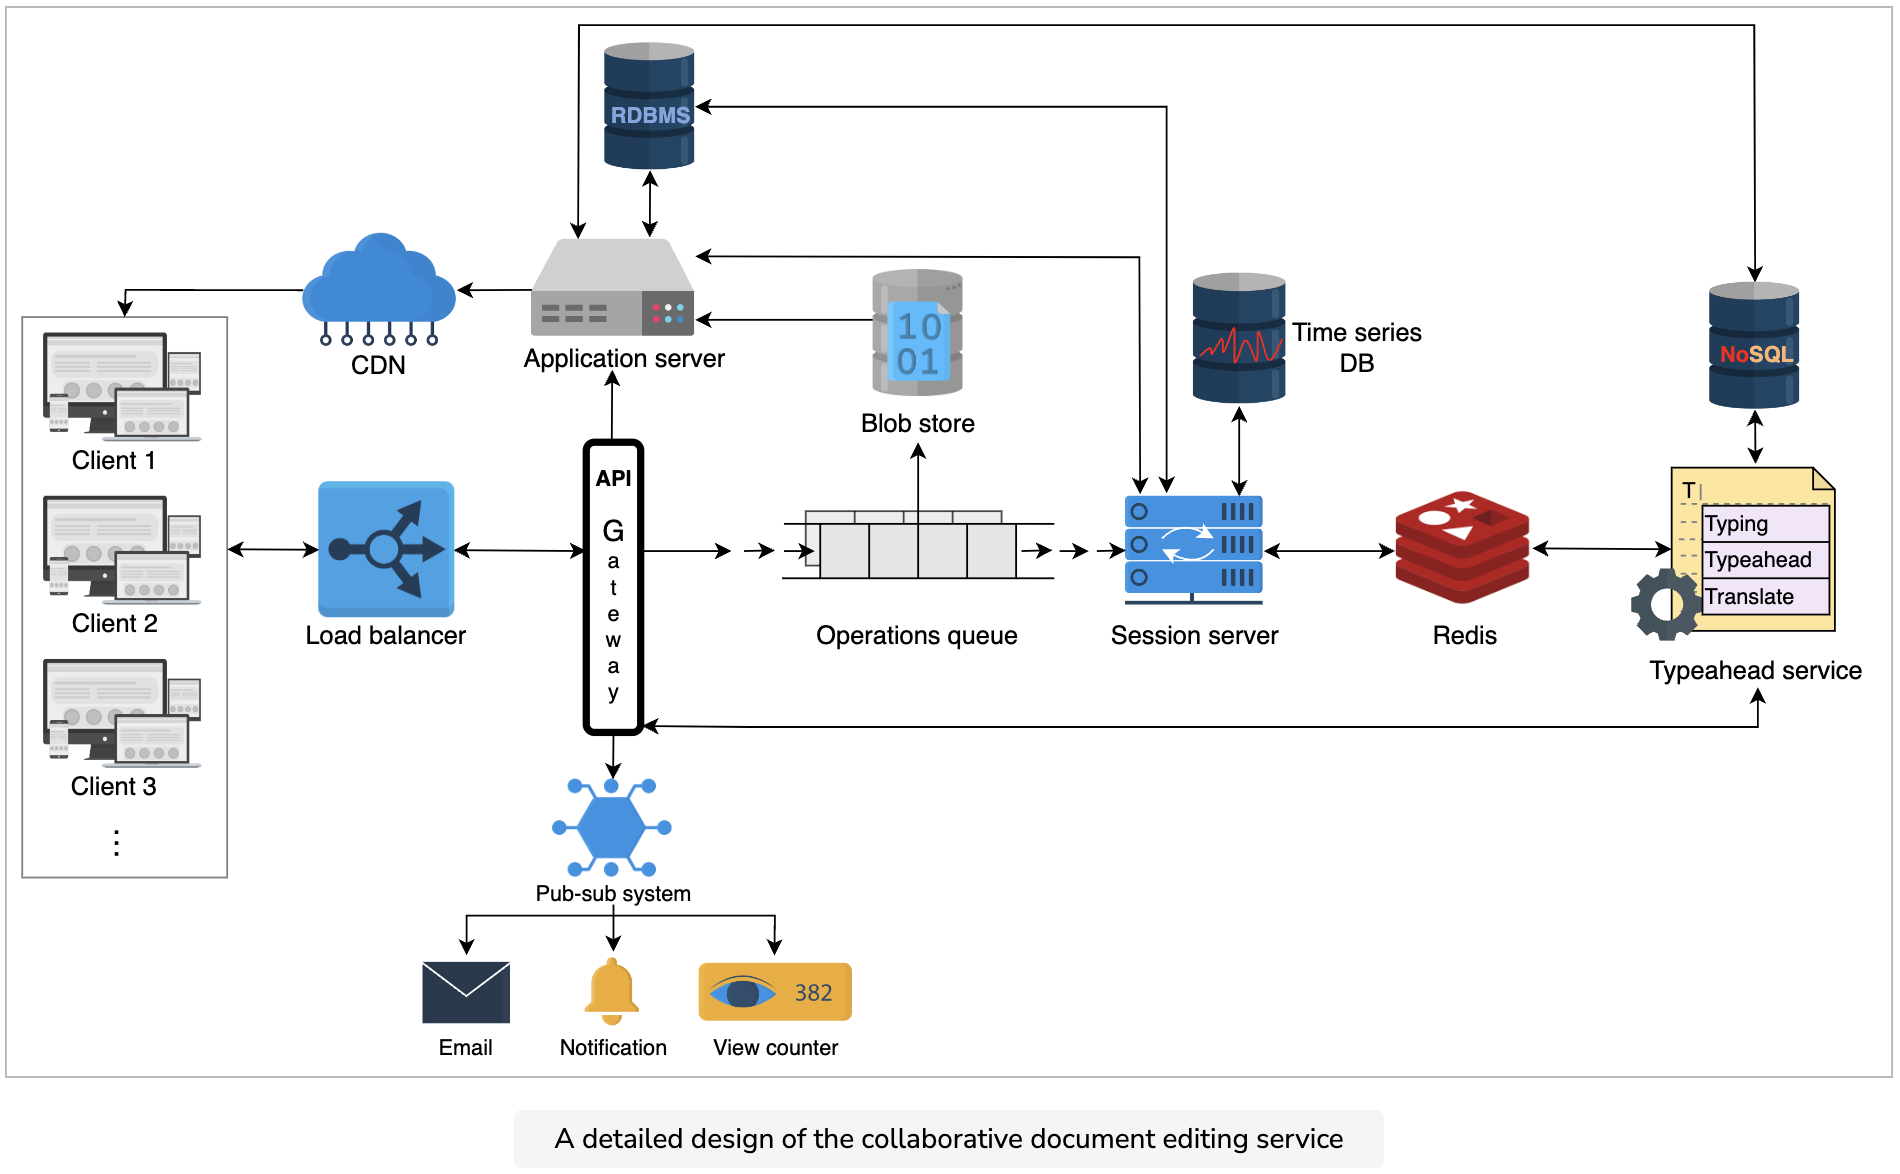 RDBMS
CDN
Application server
Blob store
10
01
Time series
DB
NoSQL
Client 1
Client 2
Client 3
⋮
Load balancer
API
G
a
t
e
w
a
y
Operations queue
Session server
Redis
T|
Typing
Typeahead
Translate
Typeahead service
Pub-sub system
Email
Notification
382
View counter
A detailed design of the collaborative document editing service